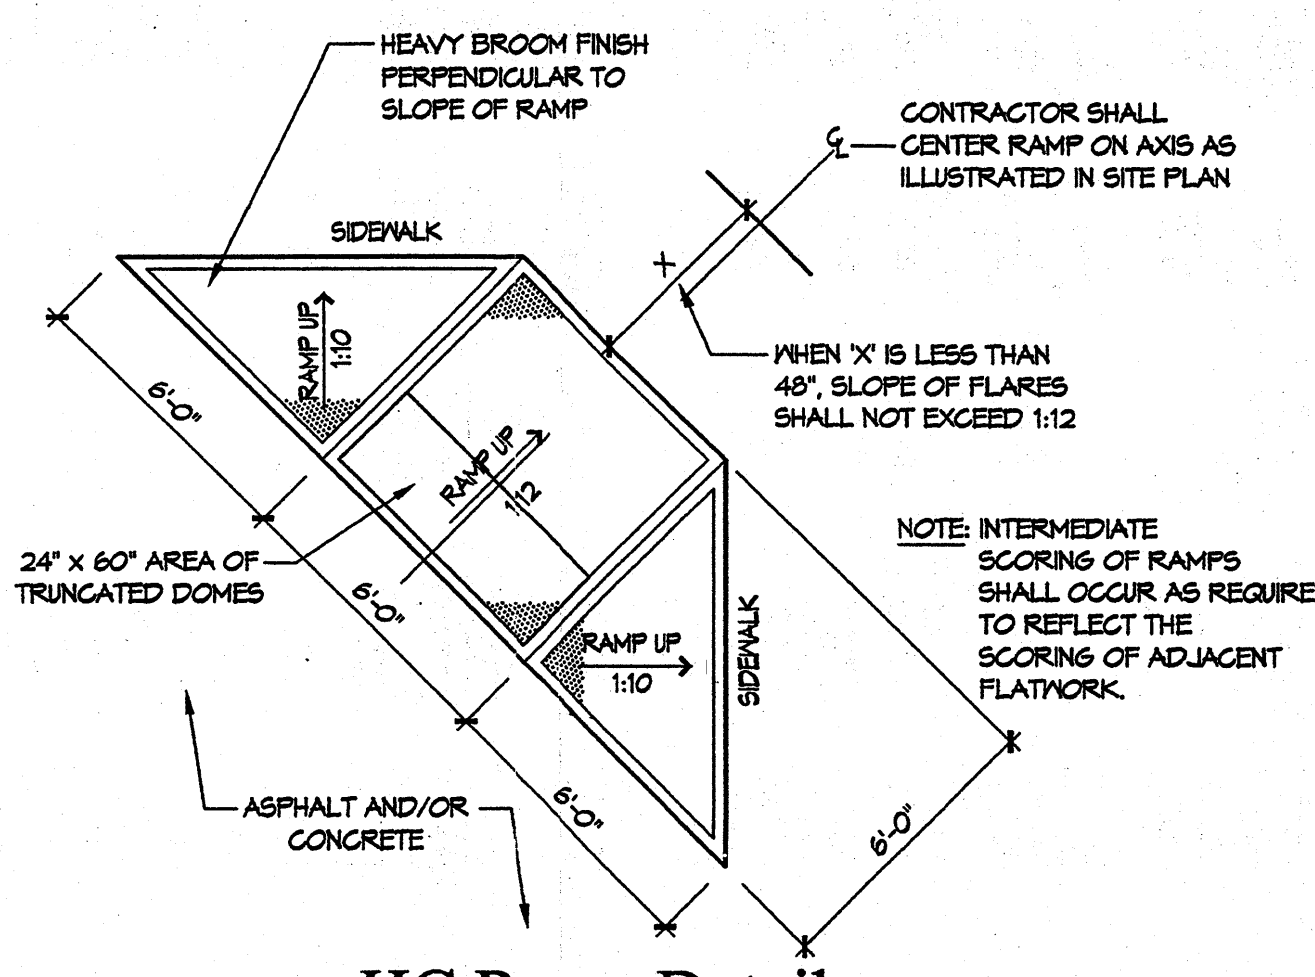 HEAVY BROOM FINISH
PERPENDICULAR TO
SLOPE OF RAMP
CONTRACTOR SHALL
CENTER RAMP ON AXIS AS
ILLUSTRATED IN SITE PLAN
℄
SIDEWALK
X
RAMP UP
1:10
WHEN 'X' IS LESS THAN
48", SLOPE OF FLARES
SHALL NOT EXCEED 1:12
6'-0"
RAMP UP
1:12
24" X 60" AREA OF
TRUNCATED DOMES
NOTE: INTERMEDIATE
SCORING OF RAMPS
SHALL OCCUR AS REQUIRE
TO REFLECT THE
SCORING OF ADJACENT
FLATWORK.
6'-0"
RAMP UP
1:10
SIDEWALK
ASPHALT AND/OR
CONCRETE
6'-0"
6'-0"